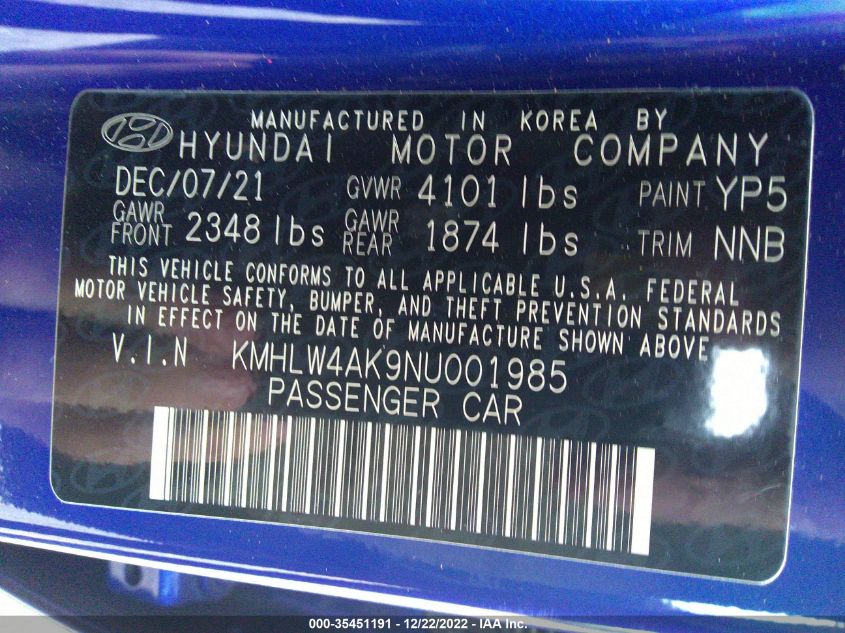 MANUFACTURED IN KOREA BY
HYUNDAI MOTOR COMPANY
DEC/07/21 GVWR 4101 lbs PAINT YP5
GAWR FRONT 2348 lbs GAWR REAR 1874 lbs TRIM NNB
THIS VEHICLE CONFORMS TO ALL APPLICABLE U.S.A. FEDERAL
MOTOR VEHICLE SAFETY, BUMPER, AND THEFT PREVENTION STANDARDS
IN EFFECT ON THE DATE OF MANUFACTURE SHOWN ABOVE
V.I.N KMHLW4AK9NU001985
PASSENGER CAR
000-35451191 - 12/22/2022 - IAA Inc.